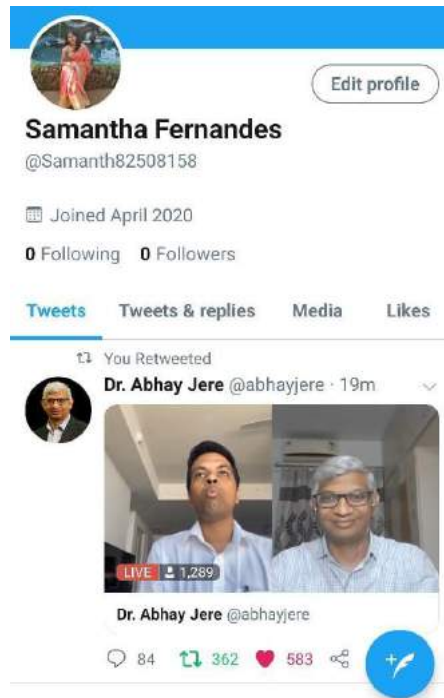 Edit profile
Samantha Fernandes
@Samanth82508158
Joined April 2020
0 Following 0 Followers
Tweets Tweets & replies Media Likes
You Retweeted
Dr. Abhay Jere @abhayjere · 19m
LIVE 1,289
Dr. Abhay Jere @abhayjere
84 362 583